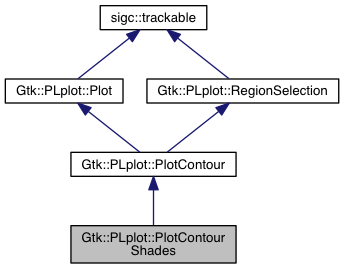 sigc::trackable
Gtk::PLplot::Plot
Gtk::PLplot::RegionSelection
Gtk::PLplot::PlotContour
Gtk::PLplot::PlotContour
Shades